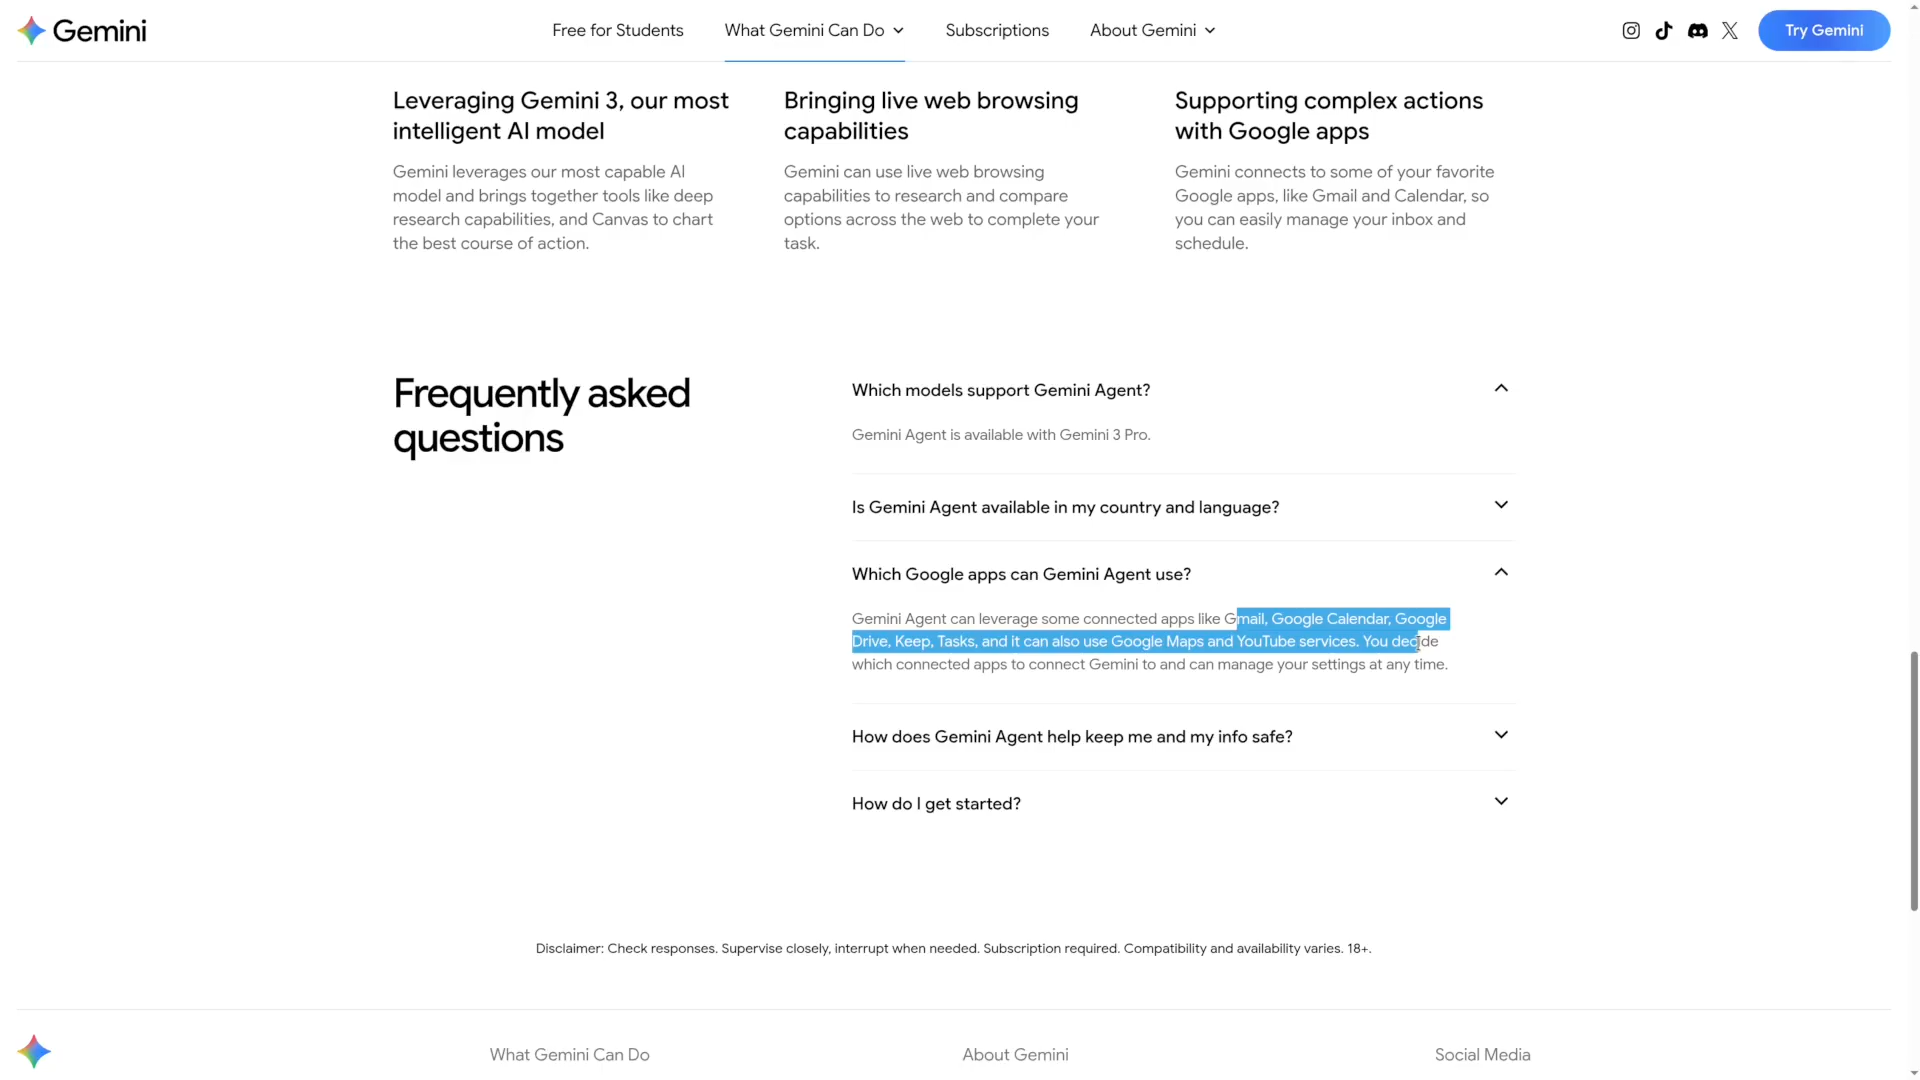 Gemini
Free for Students
What Gemini Can Do
Subscriptions
About Gemini
Try Gemini
Leveraging Gemini 3, our most
intelligent AI model
Gemini leverages our most capable AI
model and brings together tools like deep
research capabilities, and Canvas to chart
the best course of action.
Bringing live web browsing
capabilities
Gemini can use live web browsing
capabilities to research and compare
options across the web to complete your
task.
Supporting complex actions
with Google apps
Gemini connects to some of your favorite
Google apps, like Gmail and Calendar, so
you can easily manage your inbox and
schedule.
Frequently asked
questions
Which models support Gemini Agent?
Gemini Agent is available with Gemini 3 Pro.
Is Gemini Agent available in my country and language?
Which Google apps can Gemini Agent use?
Gemini Agent can leverage some connected apps like Gmail, Google Calendar, Google
Drive, Keep, Tasks, and it can also use Google Maps and YouTube services. You decide
which connected apps to connect Gemini to and can manage your settings at any time.
How does Gemini Agent help keep me and my info safe?
How do I get started?
Disclaimer: Check responses. Supervise closely, interrupt when needed. Subscription required. Compatibility and availability varies. 18+.
What Gemini Can Do
About Gemini
Social Media